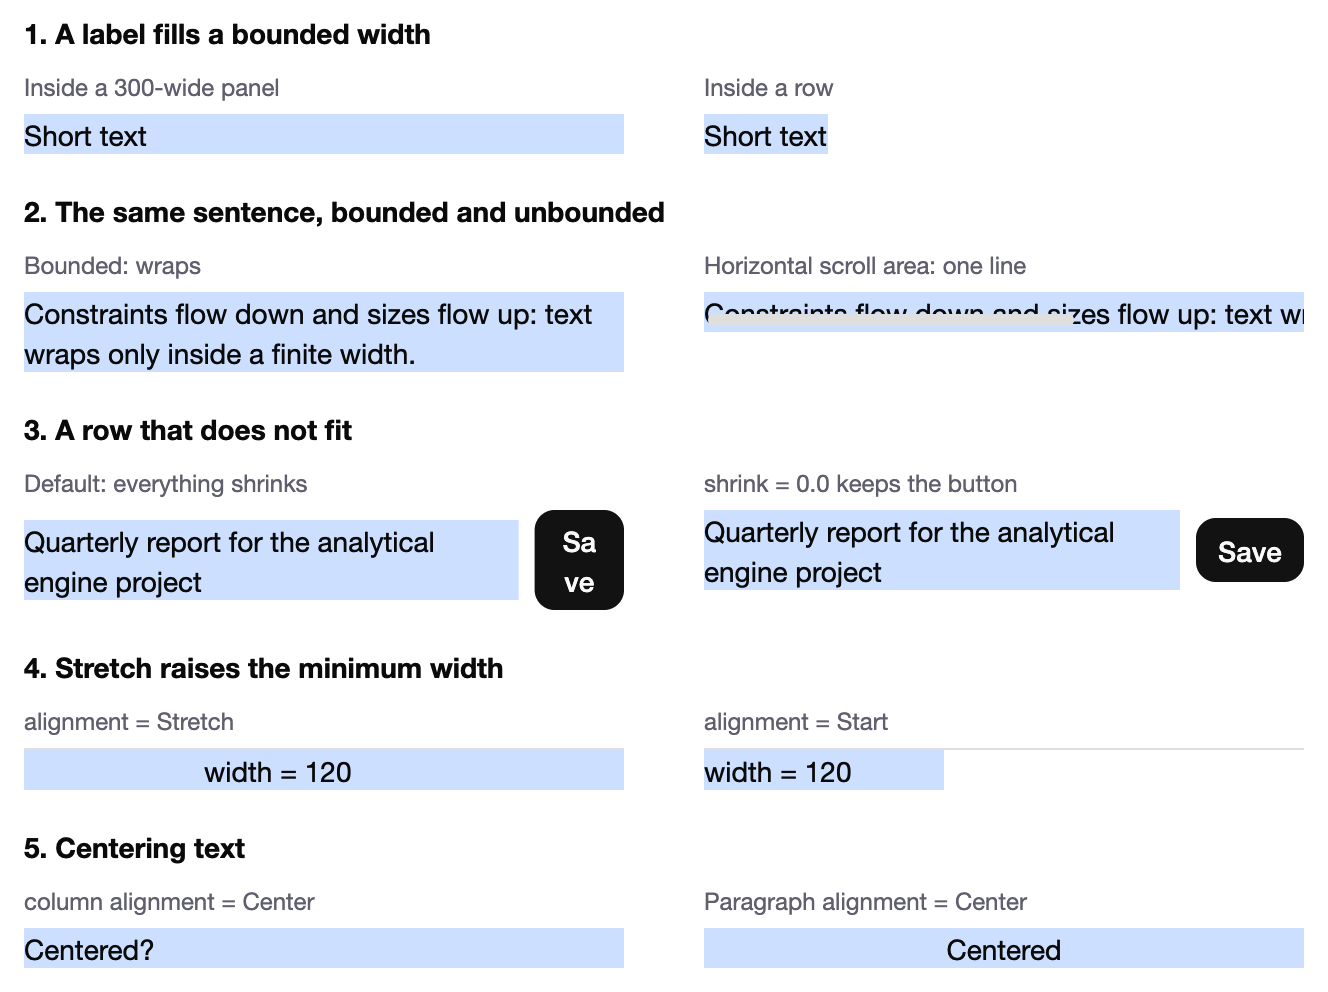 1. A label fills a bounded width
Inside a 300-wide panel
Inside a row
Short text
Short text
2. The same sentence, bounded and unbounded
Bounded: wraps
Horizontal scroll area: one line
Constraints flow down and sizes flow up: text
wraps only inside a finite width.
Constraints flow down and sizes flow up: text
3. A row that does not fit
Default: everything shrinks
shrink = 0.0 keeps the button
Quarterly report for the analytical
engine project
Sa
ve
Quarterly report for the analytical
engine project
Save
4. Stretch raises the minimum width
alignment = Stretch
alignment = Start
width = 120
width = 120
5. Centering text
column alignment = Center
Paragraph alignment = Center
Centered?
Centered